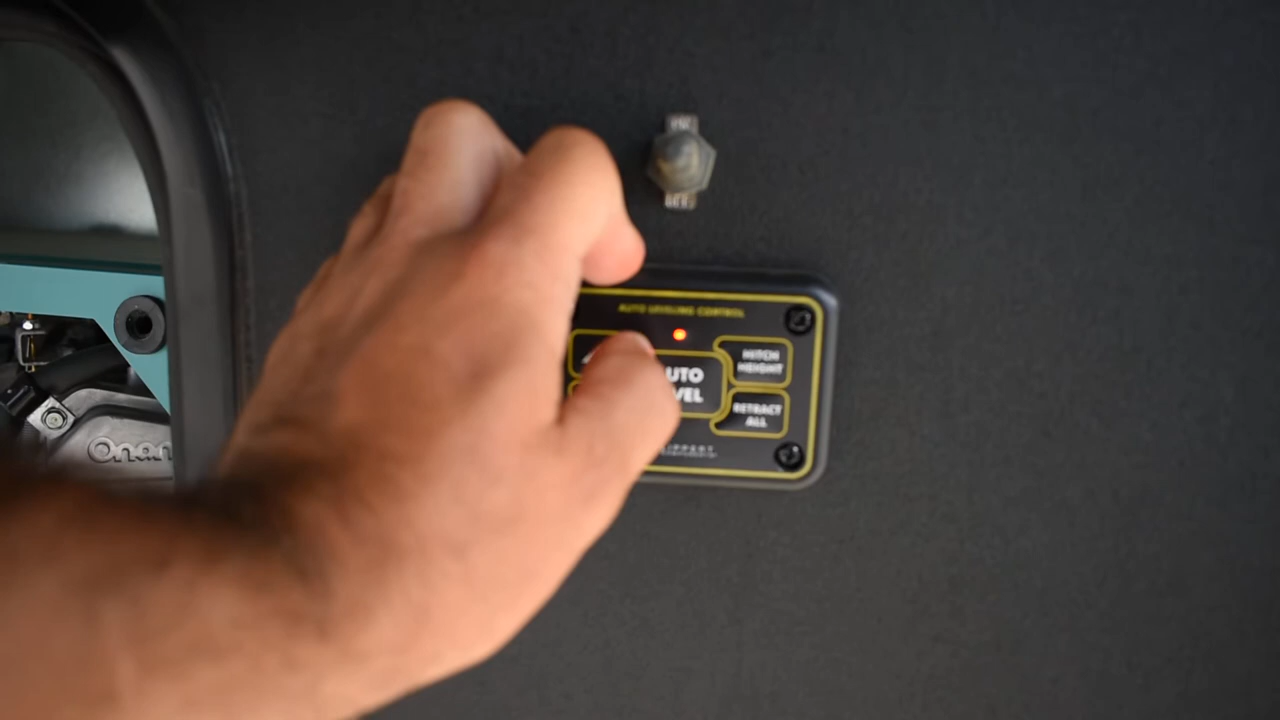 AUTO LEVELING CONTROL
HITCH
HEIGHT
UTO
VEL
RETRACT
ALL
Onan